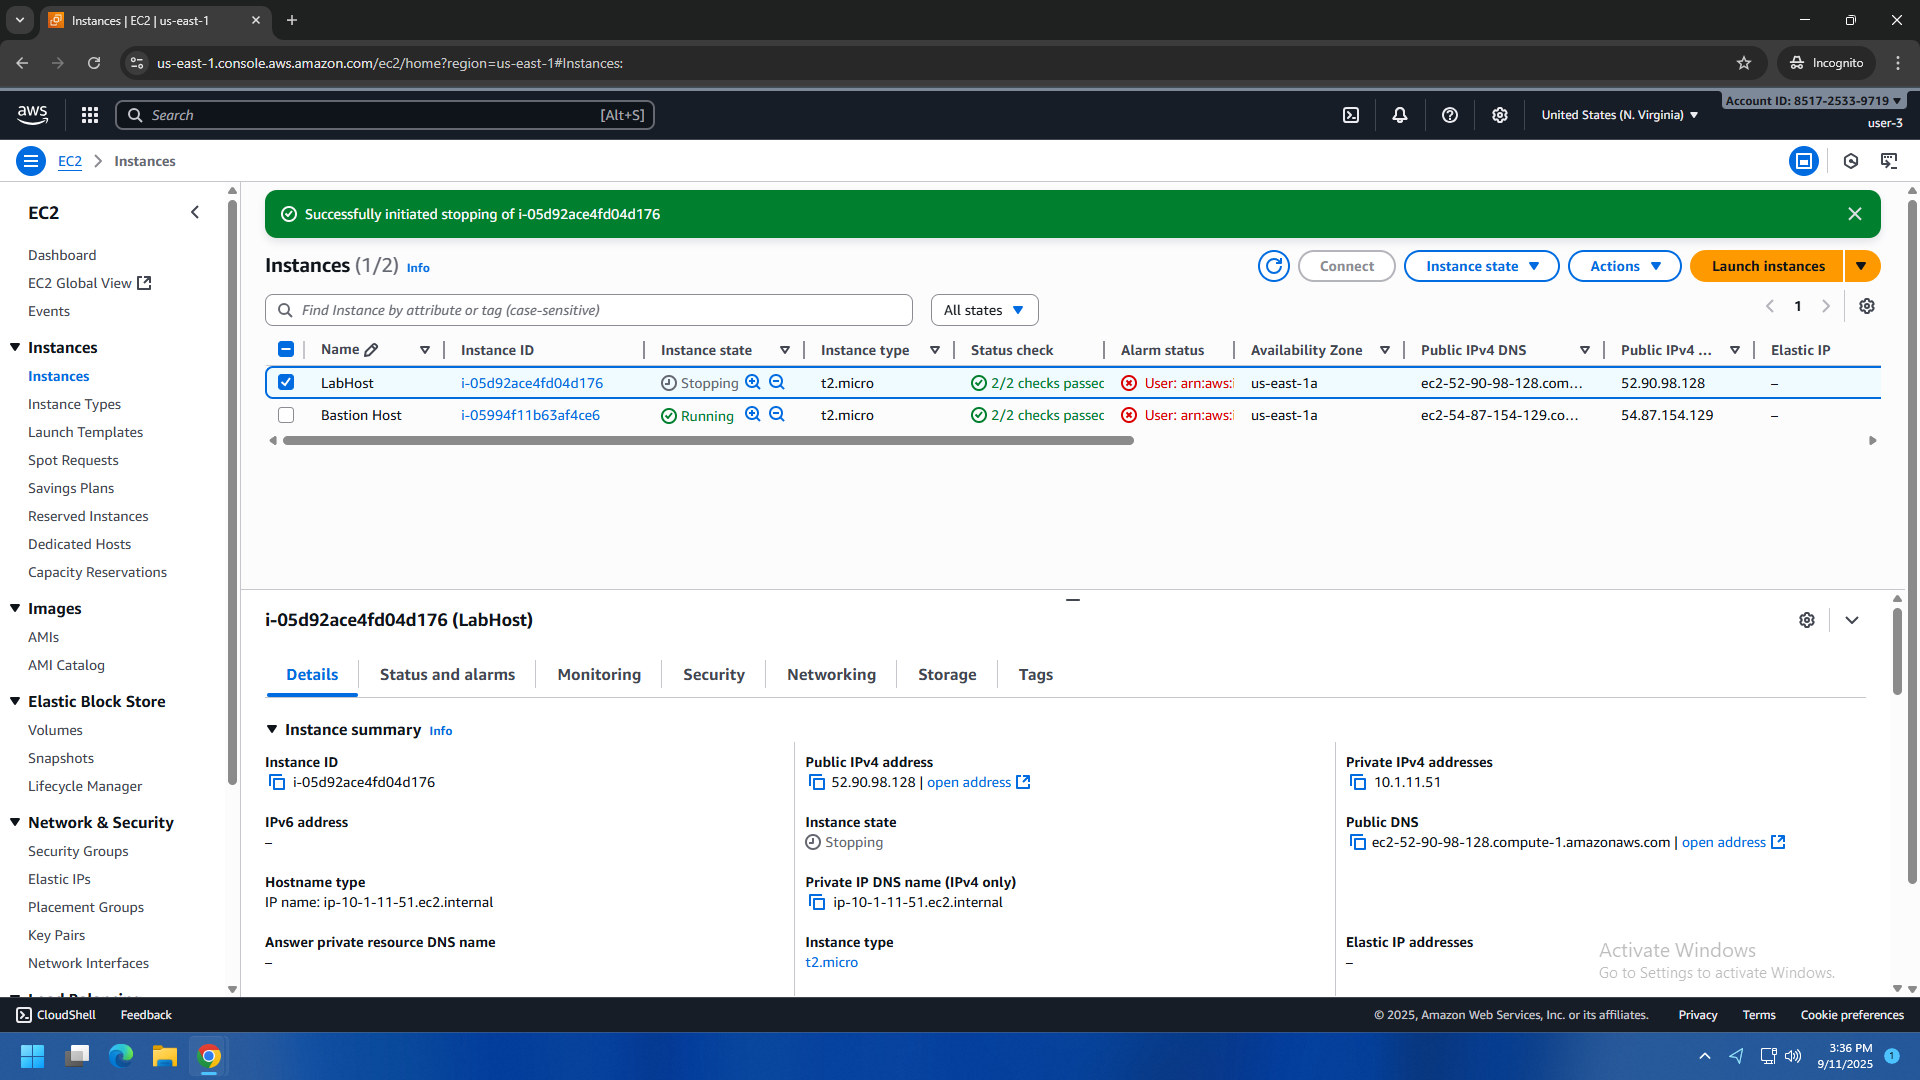 Instances | EC2 | us-east-1
us-east-1.console.aws.amazon.com/ec2/home?region=us-east-1#Instances:
Incognito
aws
Search
[Alt+S]
United States (N. Virginia)
Account ID: 8517-2533-9719
user-3
EC2
Instances
EC2
Dashboard
EC2 Global View
Events
Instances
Instances
Instance Types
Launch Templates
Spot Requests
Savings Plans
Reserved Instances
Dedicated Hosts
Capacity Reservations
Images
AMIs
AMI Catalog
Elastic Block Store
Volumes
Snapshots
Lifecycle Manager
Network & Security
Security Groups
Elastic IPs
Placement Groups
Key Pairs
Network Interfaces
Successfully initiated stopping of i-05d92ace4fd04d176
Instances (1/2) Info
Connect
Instance state
Actions
Launch instances
Find Instance by attribute or tag (case-sensitive)
All states
1
Name Instance ID Instance state Instance type Status check Alarm status Availability Zone Public IPv4 DNS Public IPv4 ... Elastic IP
LabHost i-05d92ace4fd04d176 Stopping t2.micro 2/2 checks passec User: arn:aws: us-east-1a ec2-52-90-98-128.com... 52.90.98.128 –
Bastion Host i-05994f11b63af4ce6 Running t2.micro 2/2 checks passec User: arn:aws: us-east-1a ec2-54-87-154-129.co... 54.87.154.129 –
i-05d92ace4fd04d176 (LabHost)
Details
Status and alarms
Monitoring
Security
Networking
Storage
Tags
Instance summary Info
Instance ID
i-05d92ace4fd04d176
Public IPv4 address
52.90.98.128 | open address
Private IPv4 addresses
10.1.11.51
IPv6 address
–
Instance state
Stopping
Public DNS
ec2-52-90-98-128.compute-1.amazonaws.com | open address
Hostname type
IP name: ip-10-1-11-51.ec2.internal
Private IP DNS name (IPv4 only)
ip-10-1-11-51.ec2.internal
Answer private resource DNS name
–
Instance type
t2.micro
Elastic IP addresses
–
Activate Windows
Go to Settings to activate Windows.
CloudShell
Feedback
© 2025, Amazon Web Services, Inc. or its affiliates.
Privacy
Terms
Cookie preferences
3:36 PM
9/11/2025
1